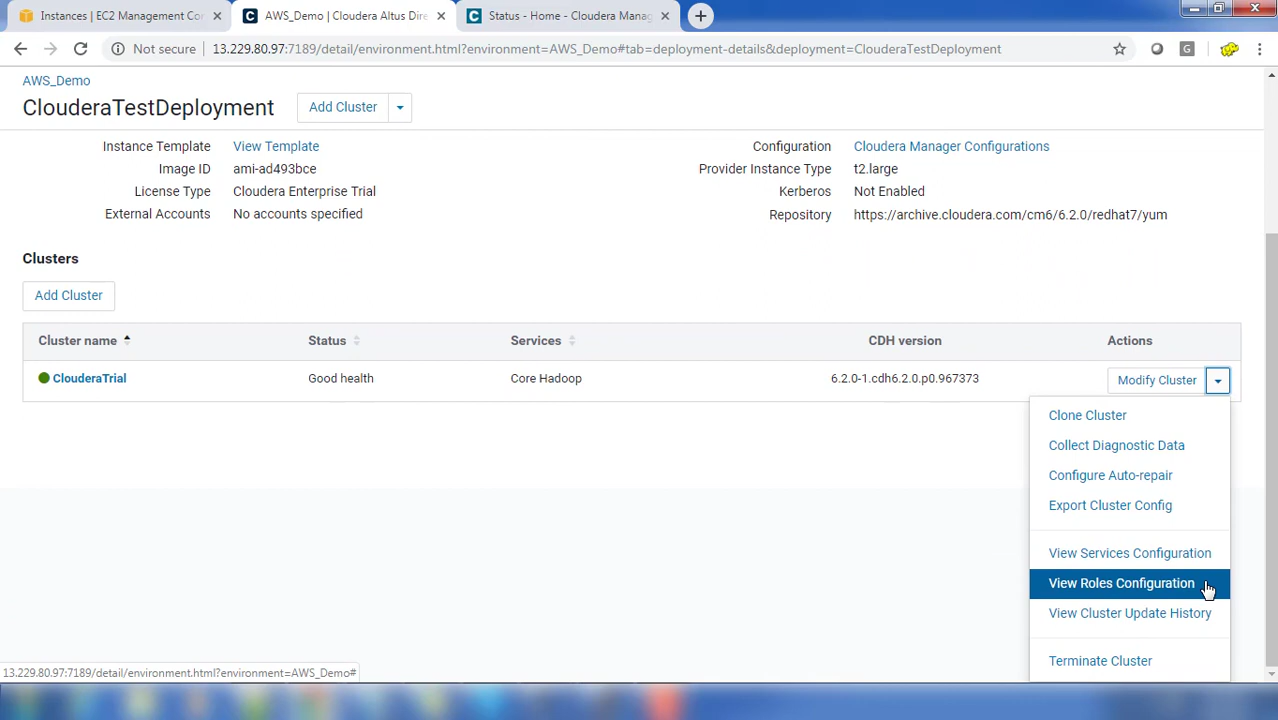 Instances | EC2 Management Cor
AWS_Demo | Cloudera Altus Dire
Status - Home - Cloudera Manag
Not secure
13.229.80.97:7189/detail/environment.html?environment=AWS_Demo#tab=deployment-details&deployment=ClouderaTestDeployment
G
AWS_Demo
ClouderaTestDeployment
Add Cluster
Instance Template View Template
Configuration Cloudera Manager Configurations
Image ID ami-ad493bce
Provider Instance Type t2.large
License Type Cloudera Enterprise Trial
Kerberos Not Enabled
External Accounts No accounts specified
Repository https://archive.cloudera.com/cm6/6.2.0/redhat7/yum
Clusters
Add Cluster
Cluster name Status Services CDH version Actions
ClouderaTrial Good health Core Hadoop 6.2.0-1.cdh6.2.0.p0.967373 Modify Cluster
Clone Cluster
Collect Diagnostic Data
Configure Auto-repair
Export Cluster Config
View Services Configuration
View Roles Configuration
View Cluster Update History
Terminate Cluster
13.229.80.97:7189/detail/environment.html?environment=AWS_Demo#